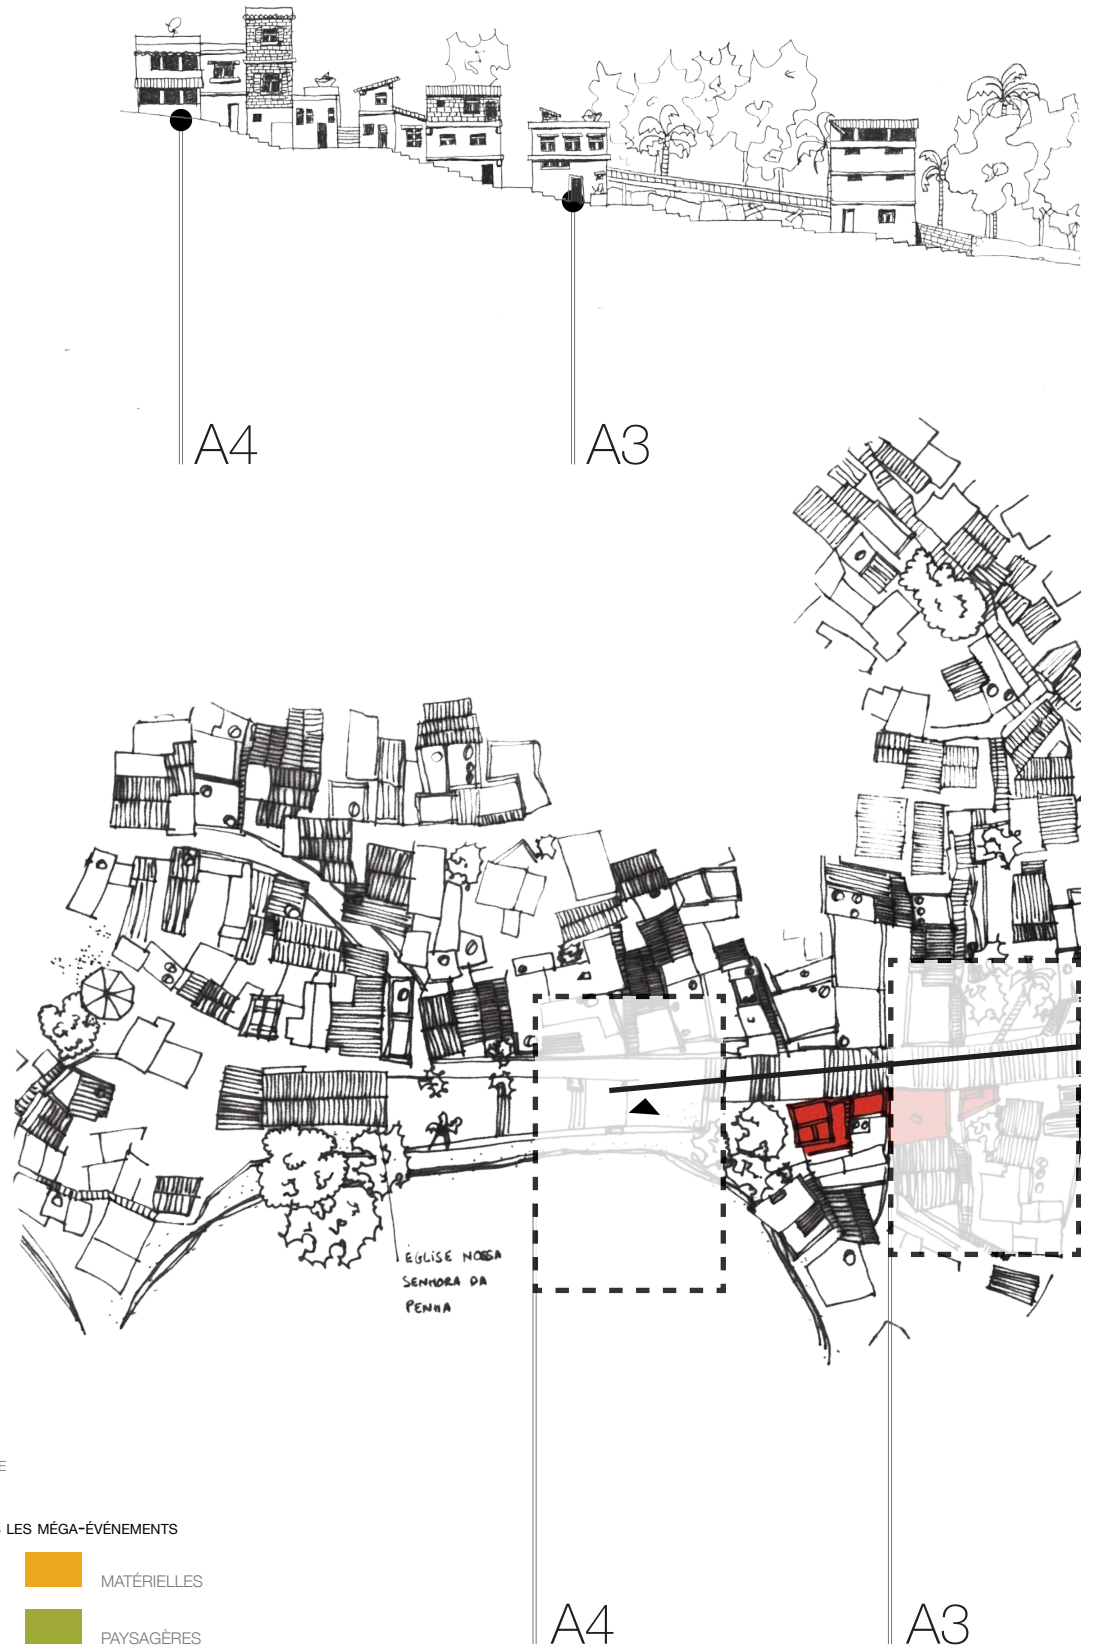 A4
A3
ÉGLISE NOSSA
SENHORA DA
PENHA
E
LES MÉGA-ÉVÉNEMENTS
MATÉRIELLES
PAYSAGÈRES
A4
A3